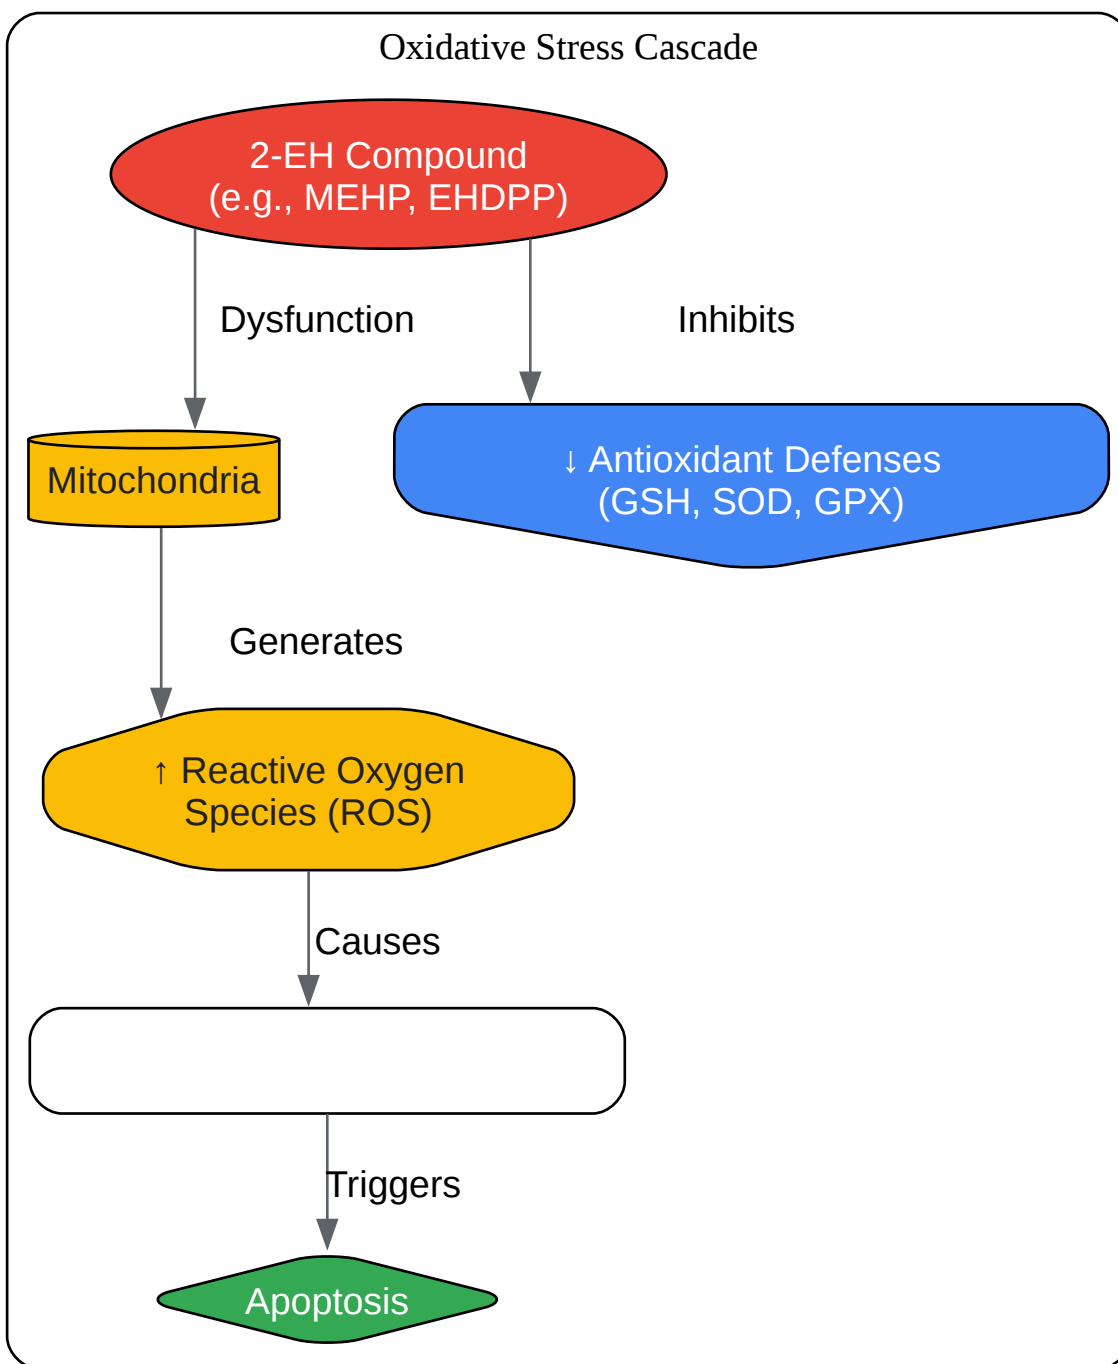 Oxidative Stress Cascade
2-EH Compound
(e.g., MEHP, EHDPP)
Dysfunction
Inhibits
Mitochondria
↓ Antioxidant Defenses
(GSH, SOD, GPX)
Generates
↑ Reactive Oxygen
Species (ROS)
Causes
Triggers
Apoptosis